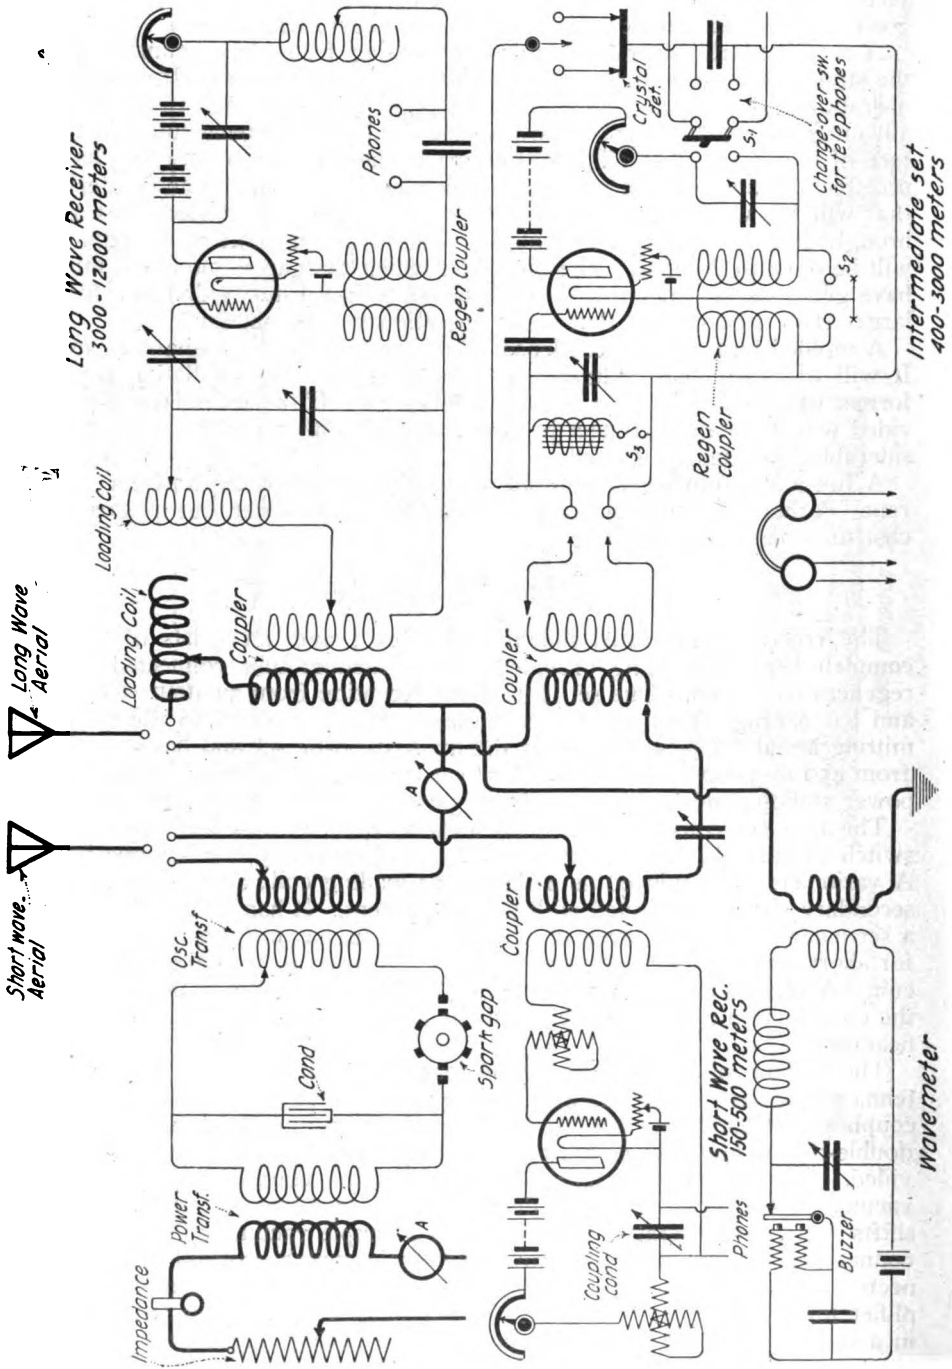 Short wave
Aerial
Long Wave
Aerial
Impedance
Power
Transf.
A
Cond
Spark gap
Osc.
Transf
A
Loading Coil
Coupler
Loading Coil
Long Wave Receiver
3000-12000 meters
Phones
Regen Coupler
Coupling
cond
Phones
Short Wave Rec.
150-500 meters
Coupler
Coupler
S3
Regen
coupler
S2
S-1
Crystal
det.
Change-over sw.
for telephones
Intermediate set
400-3000 meters
Buzzer
Wavemeter